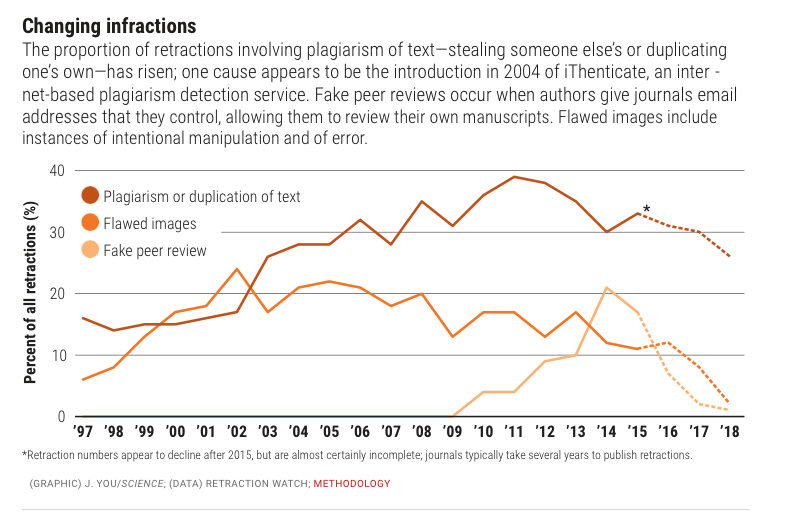 Changing infractions
The proportion of retractions involving plagiarism of text—stealing someone else's or duplicating
one's own—has risen; one cause appears to be the introduction in 2004 of iThenticate, an inter -
net-based plagiarism detection service. Fake peer reviews occur when authors give journals email
addresses that they control, allowing them to review their own manuscripts. Flawed images include
instances of intentional manipulation and of error.
40
Plagiarism or duplication of text
*
Flawed images
30
Fake peer review
Percent of all retractions (%)
20
10
0
’97 ’98 ’99 ’00 ’01 ’02 ’03 ’04 ’05 ’06 ’07 ’08 ’09 ’10 ’11 ’12 ’13 ’14 ’15 ’16 ’17 ’18
*Retraction numbers appear to decline after 2015, but are almost certainly incomplete; journals typically take several years to publish retractions.
(GRAPHIC) J. YOU/SCIENCE; (DATA) RETRACTION WATCH; METHODOLOGY